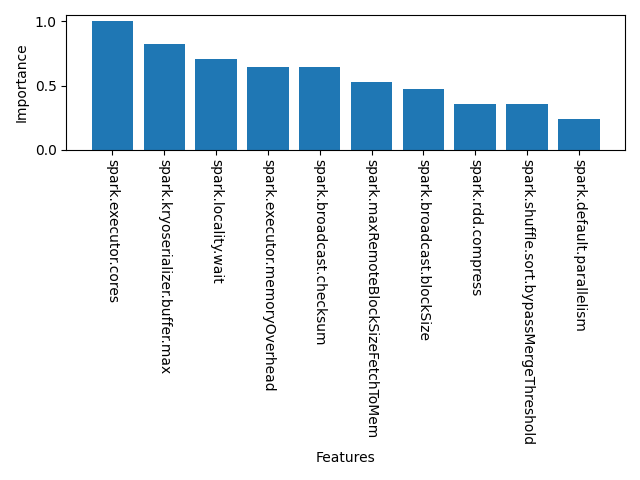 1.0
0.5
0.0
Importance
spark.executor.cores
spark.kryoserializer.buffer.max
spark.locality.wait
spark.executor.memoryOverhead
spark.broadcast.checksum
spark.maxRemoteBlockSizeFetchToMem
spark.broadcast.blockSize
spark.rdd.compress
spark.shuffle.sort.bypassMergeThreshold
spark.default.parallelism
Features